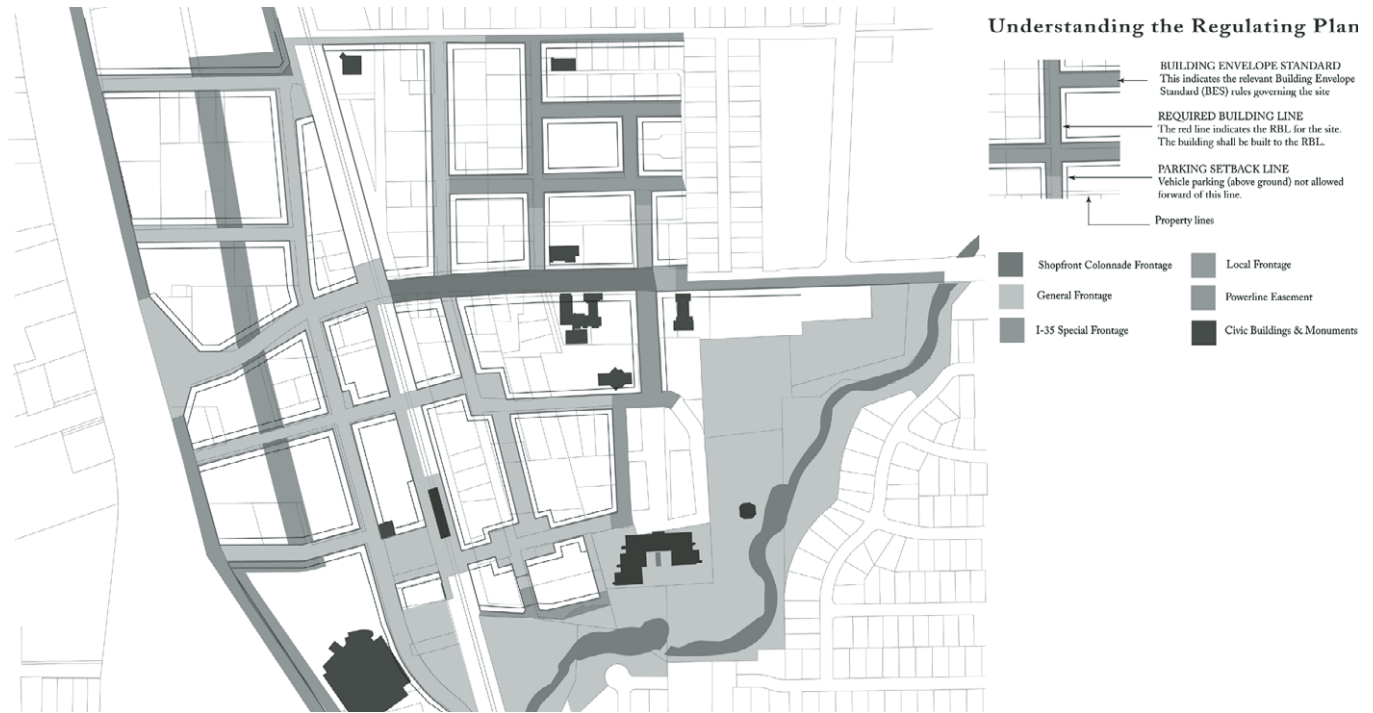 Understanding the Regulating Plan
BUILDING ENVELOPE STANDARD
This indicates the relevant Building Envelope
Standard (BES) rules governing the site
REQUIRED BUILDING LINE
The red line indicates the RBL for the site.
The building shall be built to the RBL.
PARKING SETBACK LINE
Vehicle parking (above ground) not allowed
forward of this line.
Property lines
Shopfront Colonnade Frontage
General Frontage
I-35 Special Frontage
Local Frontage
Powerline Easement
Civic Buildings & Monuments